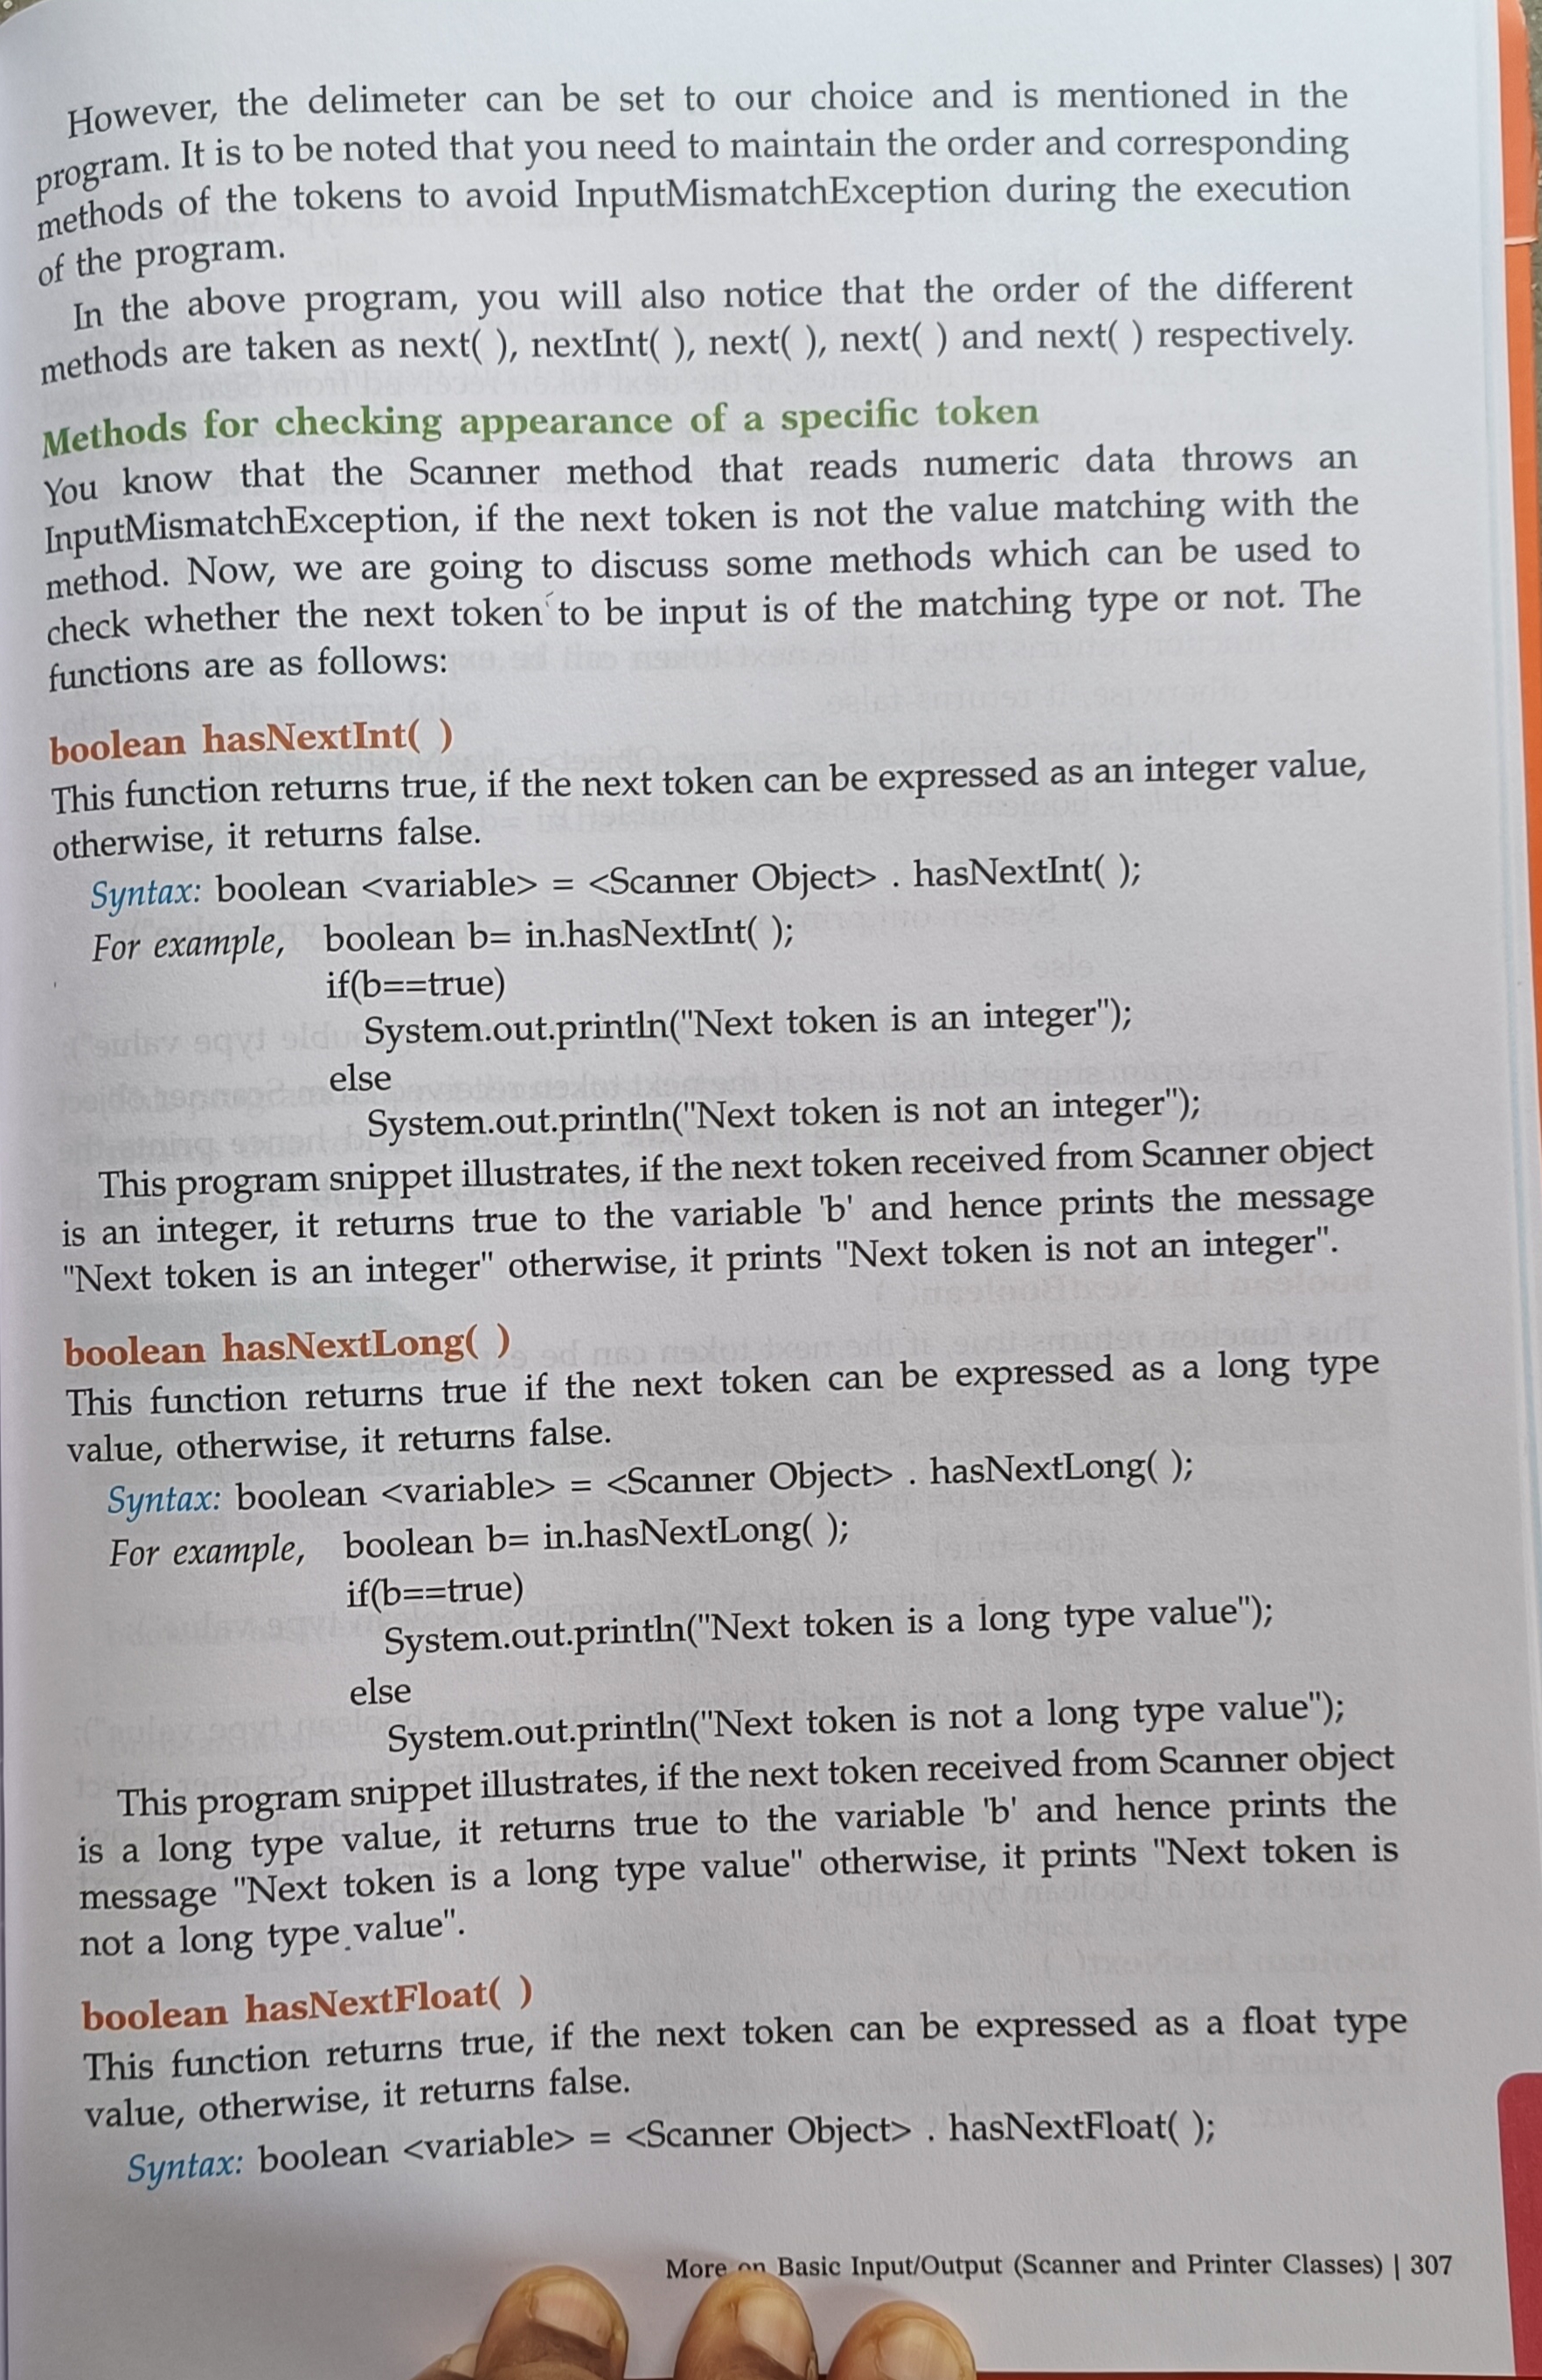 However, the delimeter can be set to our choice and is mentioned in the
program. It is to be noted that you need to maintain the order and corresponding
methods of the tokens to avoid InputMismatchException during the execution
of the program.
In the above program, you will also notice that the order of the different
methods are taken as next( ), nextInt( ), next( ), next( ) and next( ) respectively.
Methods for checking appearance of a specific token
You know that the Scanner method that reads numeric data throws an
InputMismatchException, if the next token is not the value matching with the
method. Now, we are going to discuss some methods which can be used to
check whether the next token to be input is of the matching type or not. The
functions are as follows:
boolean hasNextInt( )
This function returns true, if the next token can be expressed as an integer value,
otherwise, it returns false.
Syntax: boolean <variable> = <Scanner Object> . hasNextInt( );
For example, boolean b= in.hasNextInt( );
if(b==true)
System.out.println("Next token is an integer");
else
System.out.println("Next token is not an integer");
This program snippet illustrates, if the next token received from Scanner object
is an integer, it returns true to the variable 'b' and hence prints the message
"Next token is an integer" otherwise, it prints "Next token is not an integer".
boolean hasNextLong( )
This function returns true if the next token can be expressed as a long type
value, otherwise, it returns false.
Syntax: boolean <variable> = <Scanner Object> . hasNextLong( );
For example, boolean b= in.hasNextLong( );
if(b==true)
System.out.println("Next token is a long type value");
else
System.out.println("Next token is not a long type value");
This program snippet illustrates, if the next token received from Scanner object
is a long type value, it returns true to the variable 'b' and hence prints the
message "Next token is a long type value" otherwise, it prints "Next token is
not a long type value".
boolean hasNextFloat( )
This function returns true, if the next token can be expressed as a float type
value, otherwise, it returns false.
Syntax: boolean <variable> = <Scanner Object> . hasNextFloat( );
More on Basic Input/Output (Scanner and Printer Classes) | 307